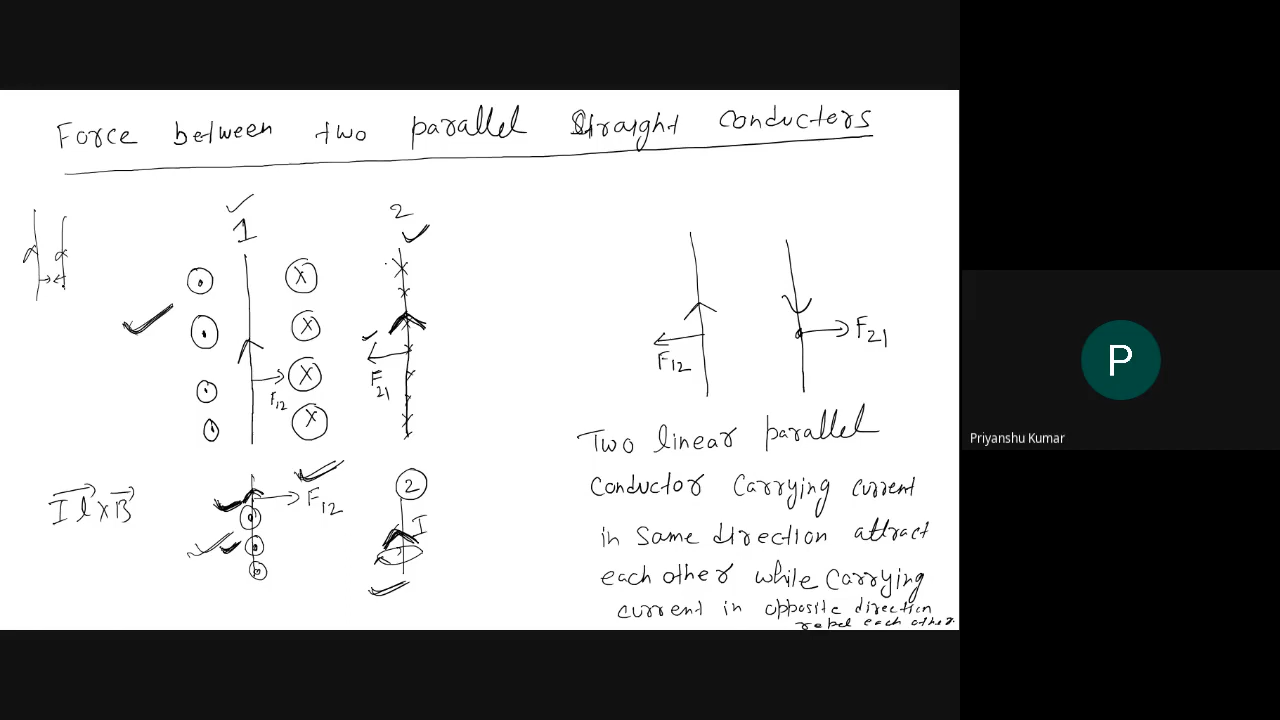 Force between two parallel straight conductors
1
2
X
X
F12
X
F21
X
I l x B
F12
2
I
F12
F21
Two linear parallel
conductor carrying current
in same direction attract
each other while carrying
current in opposite direction
repel each other.
P
Priyanshu Kumar